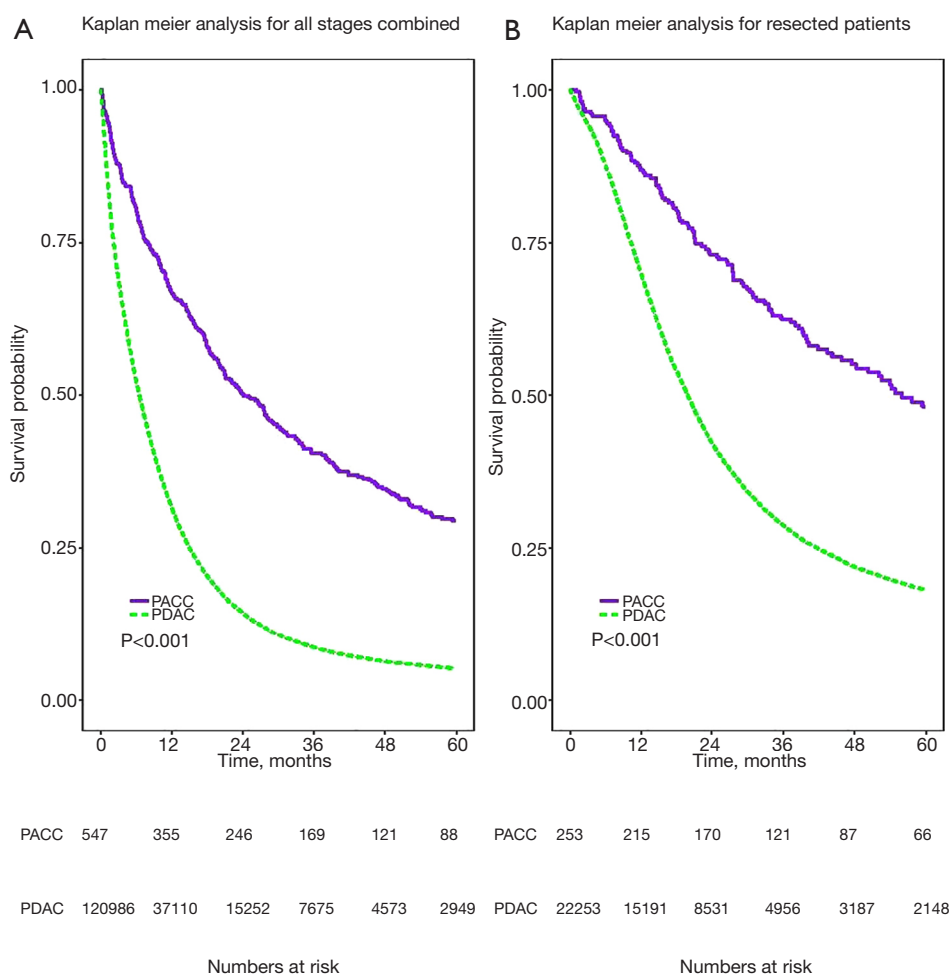 A Kaplan meier analysis for all stages combined
1.00
0.75
0.50
0.25
0.00
Survival probability
PACC
PDAC
P<0.001
0 12 24 36 48 60
Time, months
PACC 547 355 246 169 121 88
PDAC 120986 37110 15252 7675 4573 2949
Numbers at risk
B Kaplan meier analysis for resected patients
1.00
0.75
0.50
0.25
0.00
Survival probability
PACC
PDAC
P<0.001
0 12 24 36 48 60
Time, months
PACC 253 215 170 121 87 66
PDAC 22253 15191 8531 4956 3187 2148
Numbers at risk